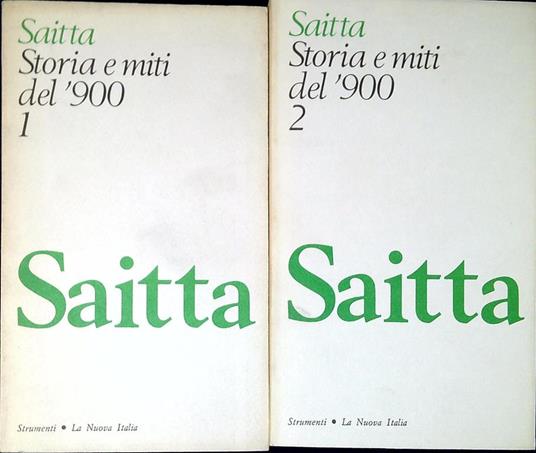 Saitta
Storia e miti
del '900
1
Saitta
Strumenti • La Nuova Italia
Saitta
Storia e miti
del '900
2
Saitta
Strumenti • La Nuova Italia